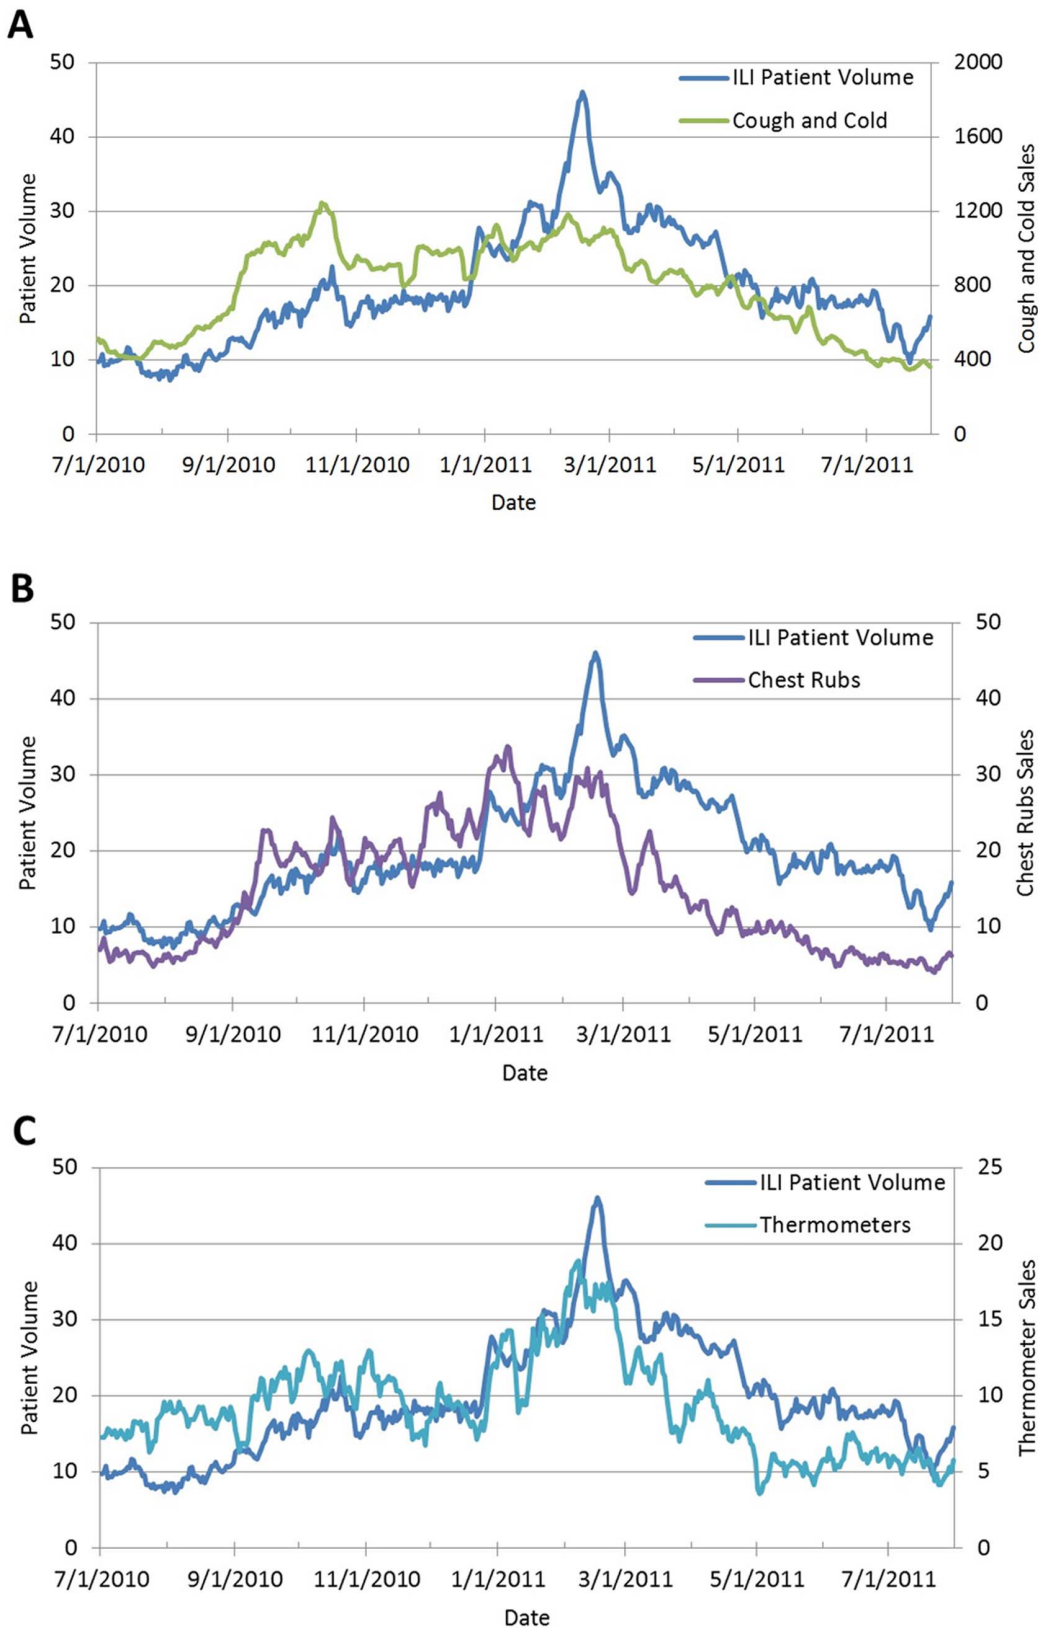 A
50
40
30
20
10
0
Patient Volume
ILI Patient Volume
Cough and Cold
2000
1600
1200
800
400
0
Cough and Cold Sales
7/1/2010 9/1/2010 11/1/2010 1/1/2011 3/1/2011 5/1/2011 7/1/2011
Date
B
50
40
30
20
10
0
Patient Volume
ILI Patient Volume
Chest Rubs
50
40
30
20
10
0
Chest Rubs Sales
7/1/2010 9/1/2010 11/1/2010 1/1/2011 3/1/2011 5/1/2011 7/1/2011
Date
C
50
40
30
20
10
0
Patient Volume
ILI Patient Volume
Thermometers
25
20
15
10
5
0
Thermometer Sales
7/1/2010 9/1/2010 11/1/2010 1/1/2011 3/1/2011 5/1/2011 7/1/2011
Date